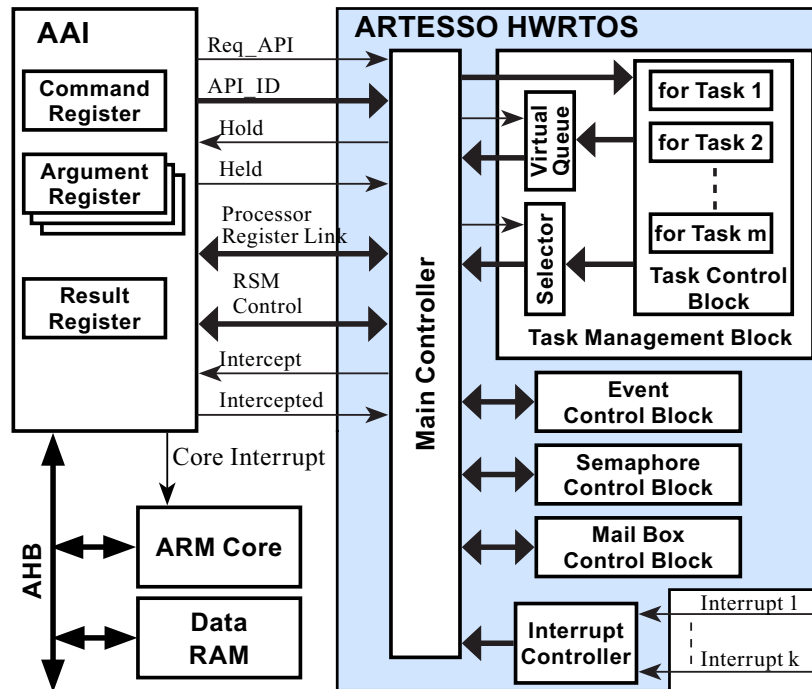 AAI
Command
Register
Argument
Register
Result
Register
Req_API
API_ID
Hold
Held
Processor
Register Link
RSM
Control
Intercept
Intercepted
Core Interrupt
AHB
ARM Core
Data
RAM
ARTESSO HWRTOS
Main Controller
Virtual
Queue
Selector
for Task 1
for Task 2
for Task m
Task Control
Block
Task Management Block
Event
Control Block
Semaphore
Control Block
Mail Box
Control Block
Interrupt
Controller
Interrupt 1
Interrupt k